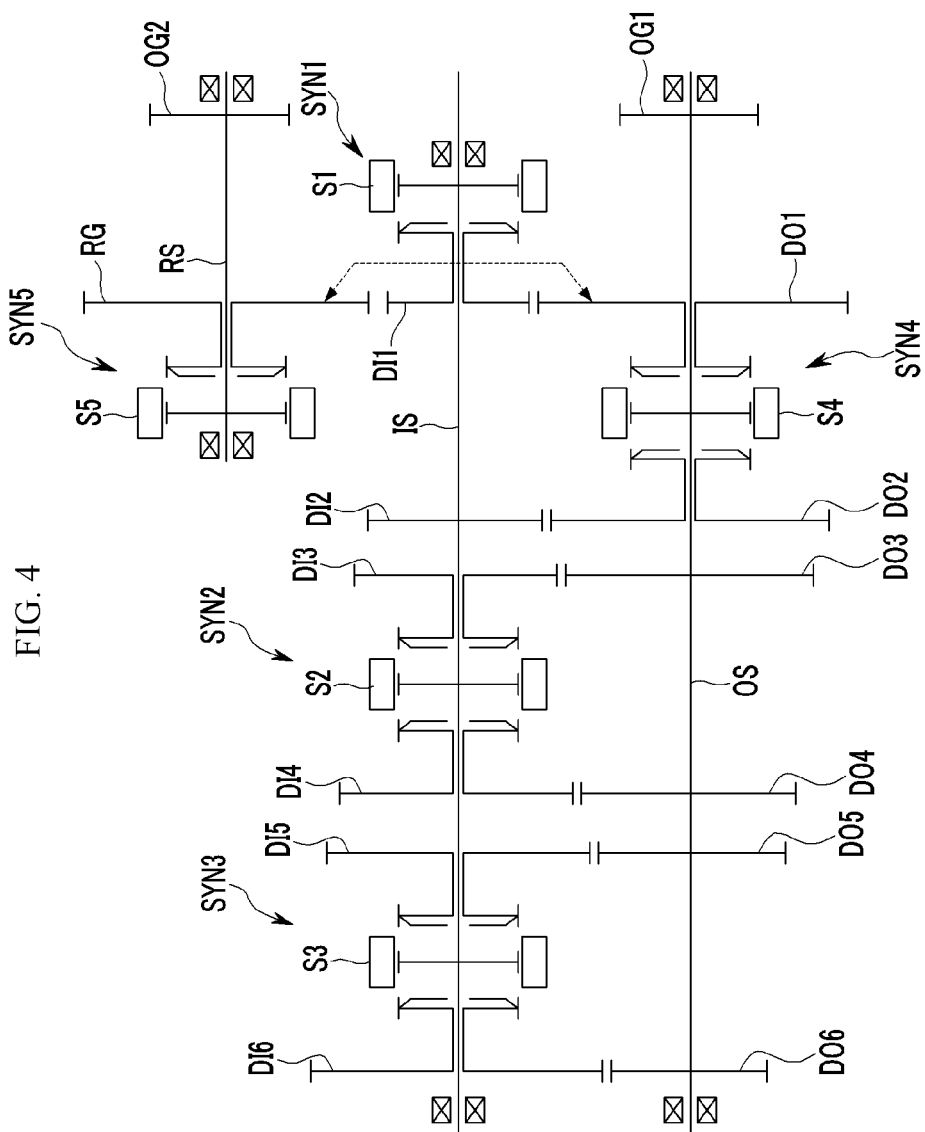 FIG. 4
OG2
RG
RS
SYN5
S5
SYN1
S1
DI1
IS
OG1
DO1
SYN4
S4
DI2
DO2
DI3
DO3
SYN2
S2
OS
DI4
DO4
DI5
DO5
SYN3
S3
DI6
DO6